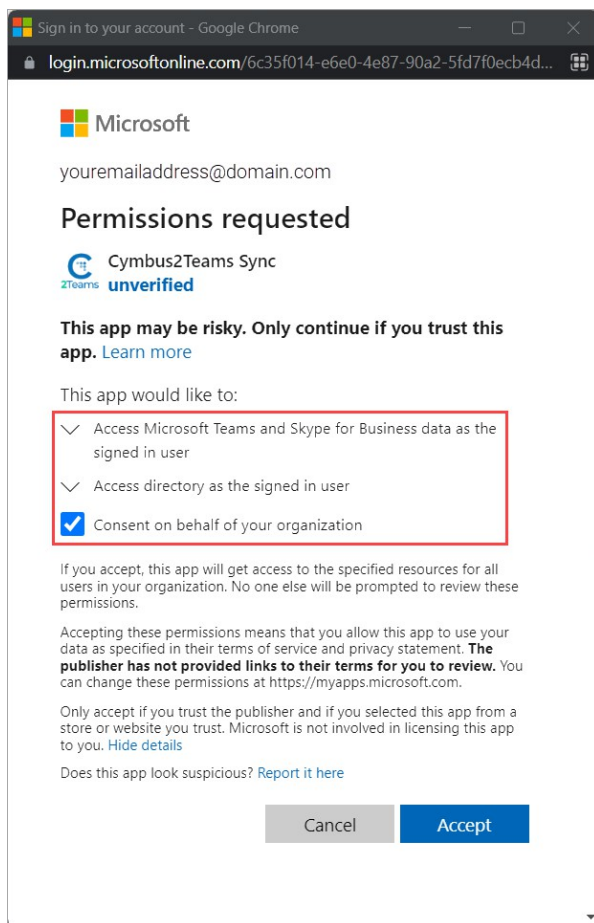 Sign in to your account - Google Chrome
login.microsoftonline.com/6c35f014-e6e0-4e87-90a2-5fd7f0ecb4d...
Microsoft
youremailaddress@domain.com
Permissions requested
Cymbus2Teams Sync
2Teams unverified
This app may be risky. Only continue if you trust this
app. Learn more
This app would like to:
Access Microsoft Teams and Skype for Business data as the
signed in user
Access directory as the signed in user
Consent on behalf of your organization
If you accept, this app will get access to the specified resources for all
users in your organization. No one else will be prompted to review these
permissions.
Accepting these permissions means that you allow this app to use your
data as specified in their terms of service and privacy statement. The
publisher has not provided links to their terms for you to review. You
can change these permissions at https://myapps.microsoft.com.
Only accept if you trust the publisher and if you selected this app from a
store or website you trust. Microsoft is not involved in licensing this app
to you. Hide details
Does this app look suspicious? Report it here
Cancel Accept